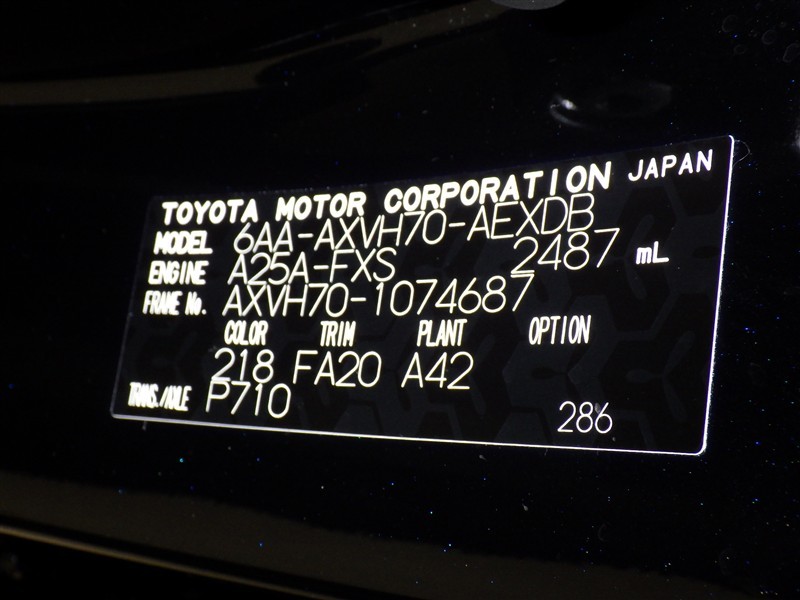 TOYOTA MOTOR CORPORATION JAPAN
MODEL 6AA-AXVH70-AEXDB
ENGINE A25A-FXS 2487 mL
FRAME No. AXVH70-1074687
COLOR TRIM PLANT OPTION
218 FA20 A42
TRANS./AXLE P710
286